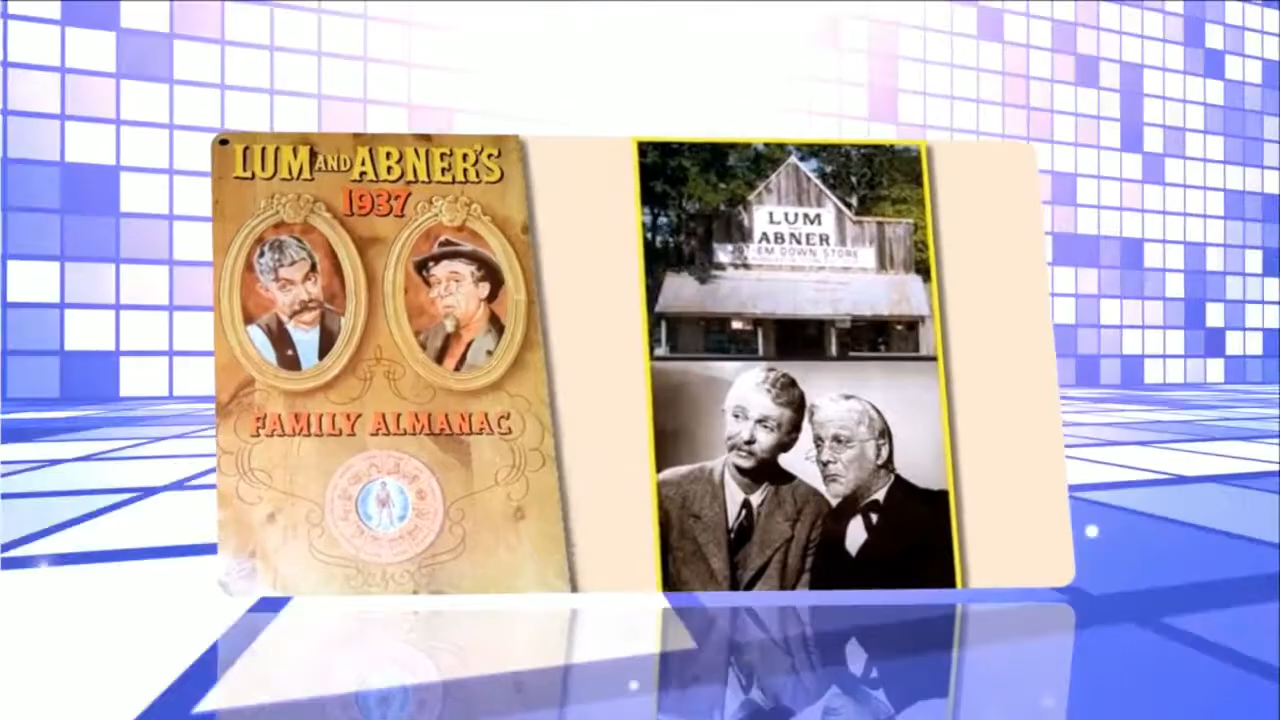 LUM AND ABNER'S
1937
FAMILY ALMANAC
LUM
ABNER
JOT-EM DOWN STORE